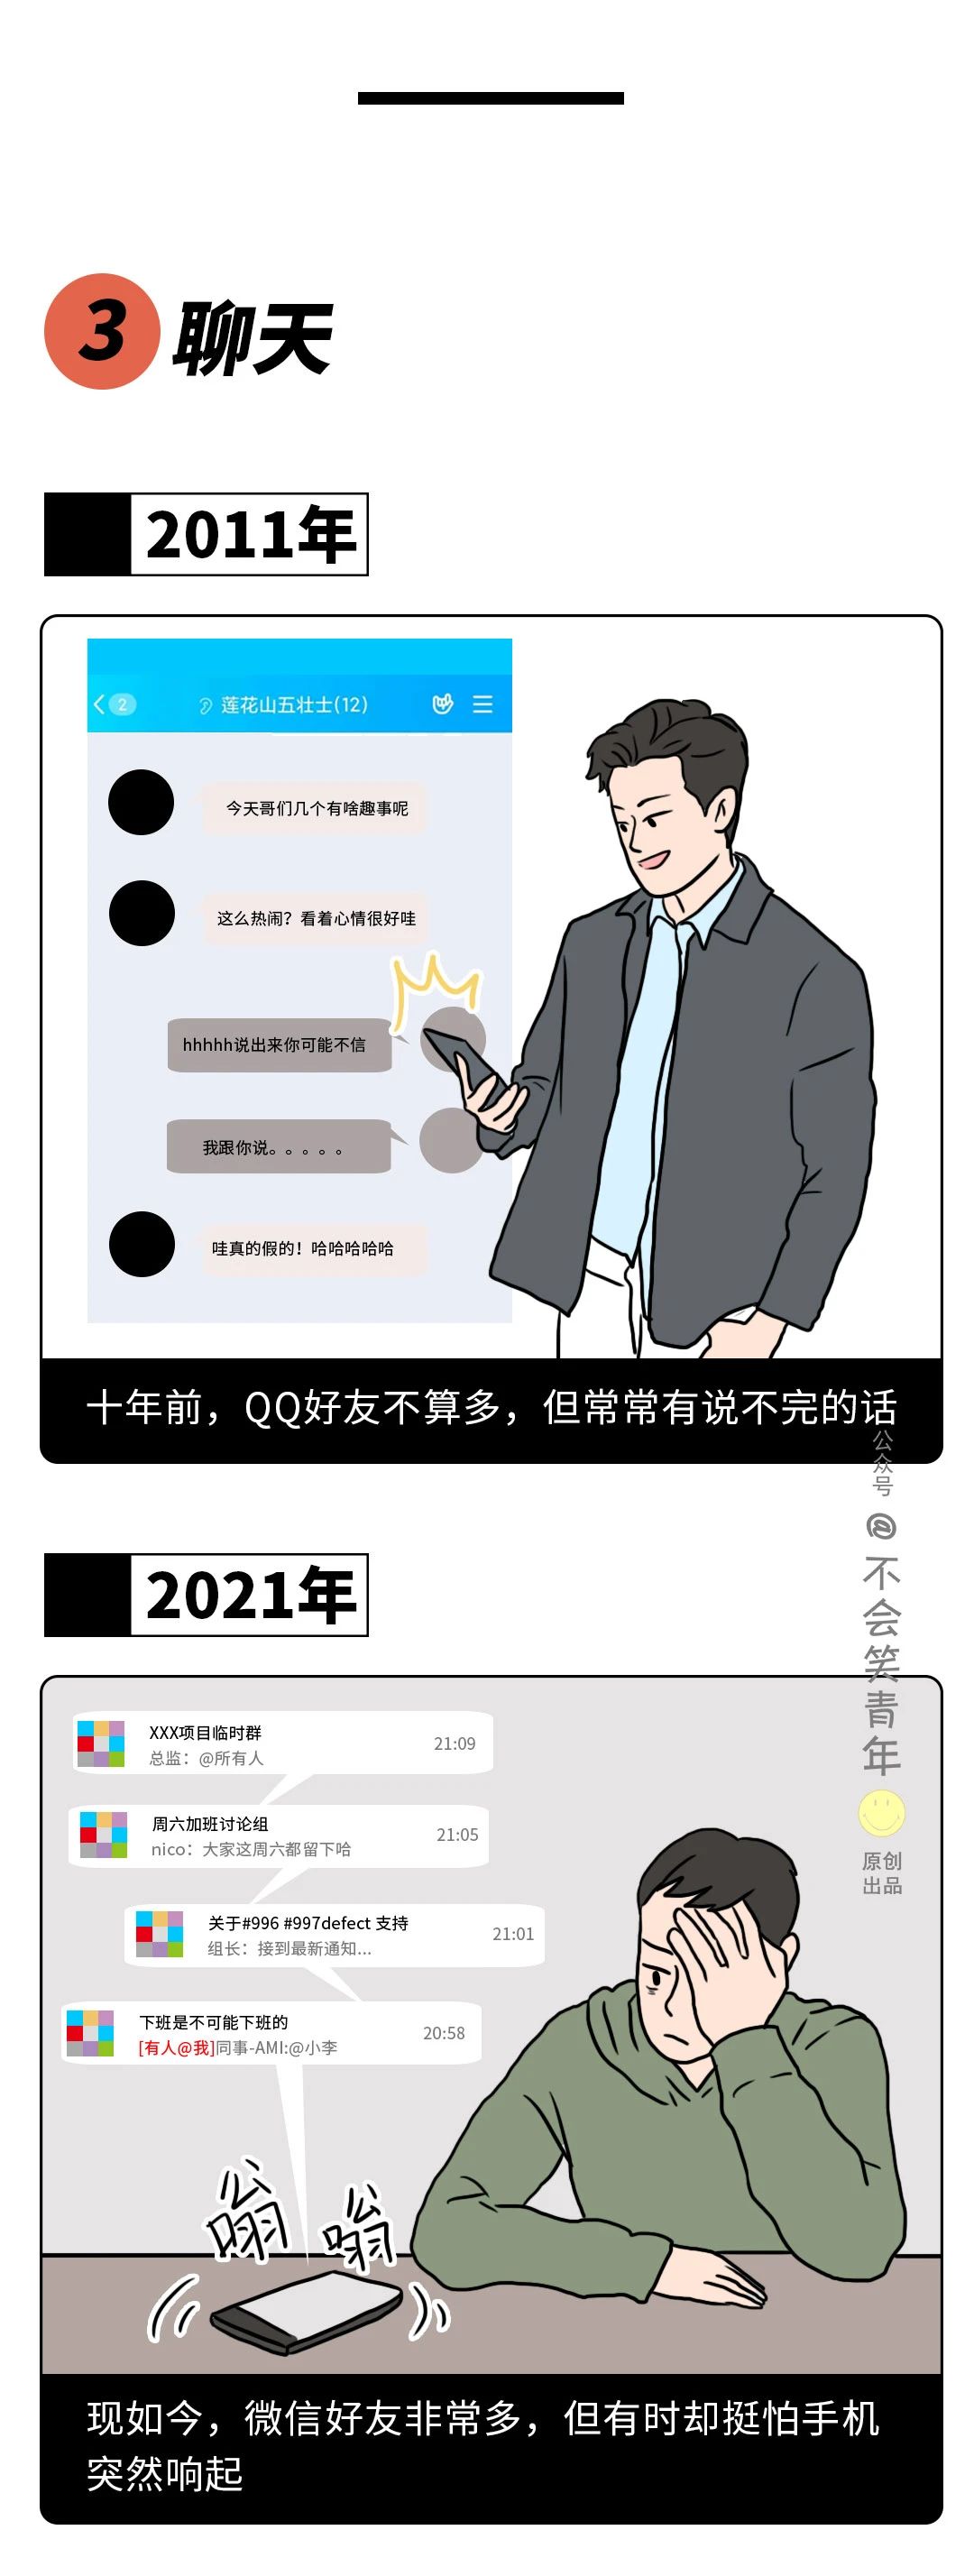 3 聊天
2011年
2 莲花山五壮士(12)
今天哥们几个有啥趣事呢
这么热闹？看着心情很好哇
hhhhh说出来你可能不信
我跟你说。。。。。
哇真的假的！哈哈哈哈哈
十年前，QQ好友不算多，但常常有说不完的话
公众号
@不会笑青年
原创
出品
2021年
XXX项目临时群
总监：@所有人
21:09
周六加班讨论组
nico：大家这周六都留下哈
21:05
关于#996 #997defect 支持
组长：接到最新通知...
21:01
下班是不可能下班的
[有人@我]同事-AMI:@小李
20:58
嗡 嗡
现如今，微信好友非常多，但有时却挺怕手机
突然响起